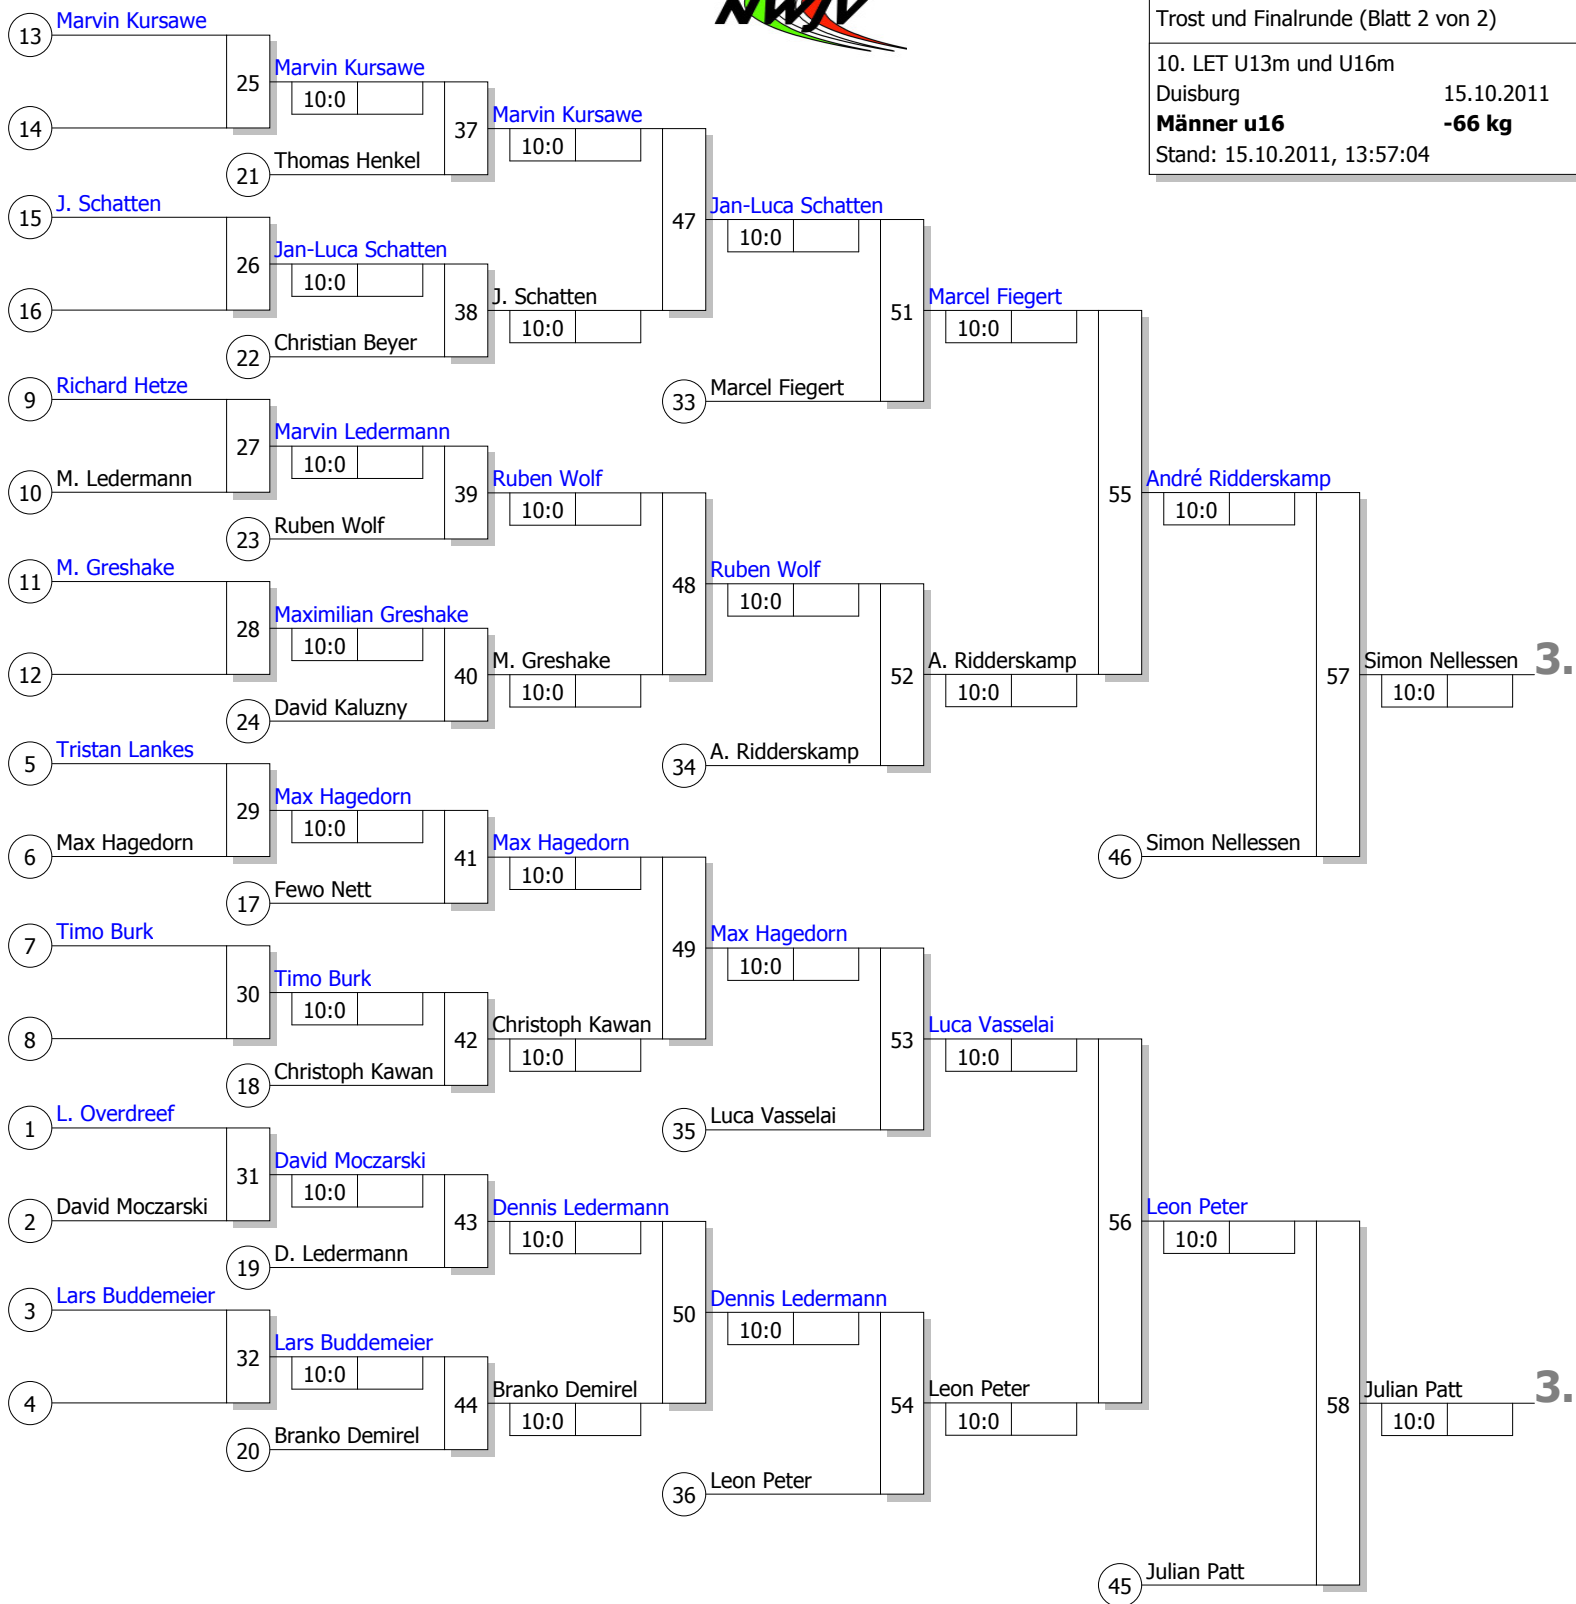 NWJV
Trost und Finalrunde (Blatt 2 von 2)
10. LET U13m und U16m
Duisburg 15.10.2011
Männer u16 -66 kg
Stand: 15.10.2011, 13:57:04
13 Marvin Kursawe
25 Marvin Kursawe
10:0
14
37 Marvin Kursawe
10:0
21 Thomas Henkel
15 J. Schatten
47 Jan-Luca Schatten
10:0
26 Jan-Luca Schatten
10:0
16
38 J. Schatten
10:0
22 Christian Beyer
51 Marcel Fiegert
10:0
9 Richard Hetze
33 Marcel Fiegert
27 Marvin Ledermann
10:0
10 M. Ledermann
39 Ruben Wolf
10:0
23 Ruben Wolf
55 André Ridderskamp
10:0
11 M. Greshake
48 Ruben Wolf
10:0
28 Maximilian Greshake
10:0
12
40 M. Greshake
10:0
24 David Kaluzny
52 A. Ridderskamp
10:0
57 Simon Nellessen 3.
10:0
5 Tristan Lankes
34 A. Ridderskamp
29 Max Hagedorn
10:0
6 Max Hagedorn
41 Max Hagedorn
10:0
46 Simon Nellessen
17 Fewo Nett
7 Timo Burk
49 Max Hagedorn
10:0
30 Timo Burk
10:0
8
42 Christoph Kawan
10:0
18 Christoph Kawan
53 Luca Vasselai
10:0
1 L. Overdreef
35 Luca Vasselai
31 David Moczarski
10:0
2 David Moczarski
43 Dennis Ledermann
10:0
19 D. Ledermann
56 Leon Peter
10:0
3 Lars Buddemeier
50 Dennis Ledermann
10:0
32 Lars Buddemeier
10:0
4
44 Branko Demirel
10:0
20 Branko Demirel
54 Leon Peter
10:0
58 Julian Patt 3.
10:0
36 Leon Peter
45 Julian Patt